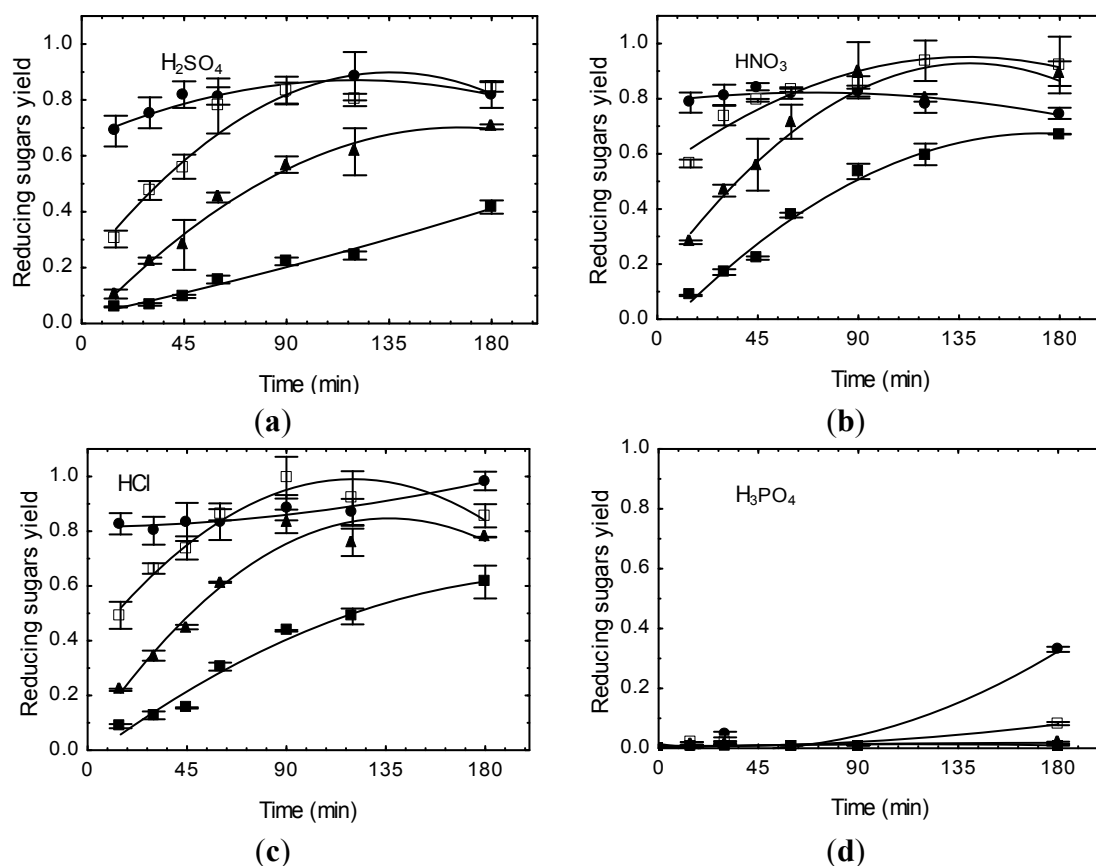 H₂SO₄
Reducing sugars yield
1.0
0.8
0.6
0.4
0.2
0.0
0 45 90 135 180
Time (min)
(a)
HNO₃
Reducing sugars yield
1.0
0.8
0.6
0.4
0.2
0.0
0 45 90 135 180
Time (min)
(b)
HCl
Reducing sugars yield
1.0
0.8
0.6
0.4
0.2
0.0
0 45 90 135 180
Time (min)
(c)
H₃PO₄
Reducing sugars yield
1.0
0.8
0.6
0.4
0.2
0.0
0 45 90 135 180
Time (min)
(d)